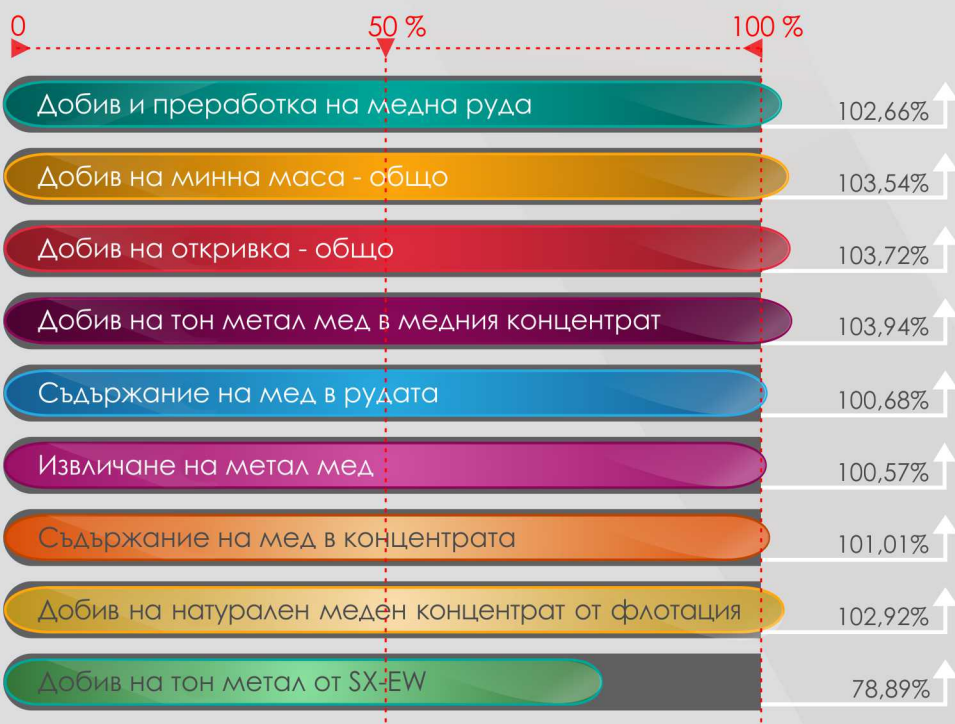 0 50 % 100 %
Добив и преработка на медна руда 102,66%
Добив на минна маса - общо 103,54%
Добив на откривка - общо 103,72%
Добив на тон метал мед в медния концентрат 103,94%
Съдържание на мед в рудата 100,68%
Извличане на метал мед 100,57%
Съдържание на мед в концентрата 101,01%
Добив на натурален меден концентрат от флотация 102,92%
Добив на тон метал от SX-EW 78,89%